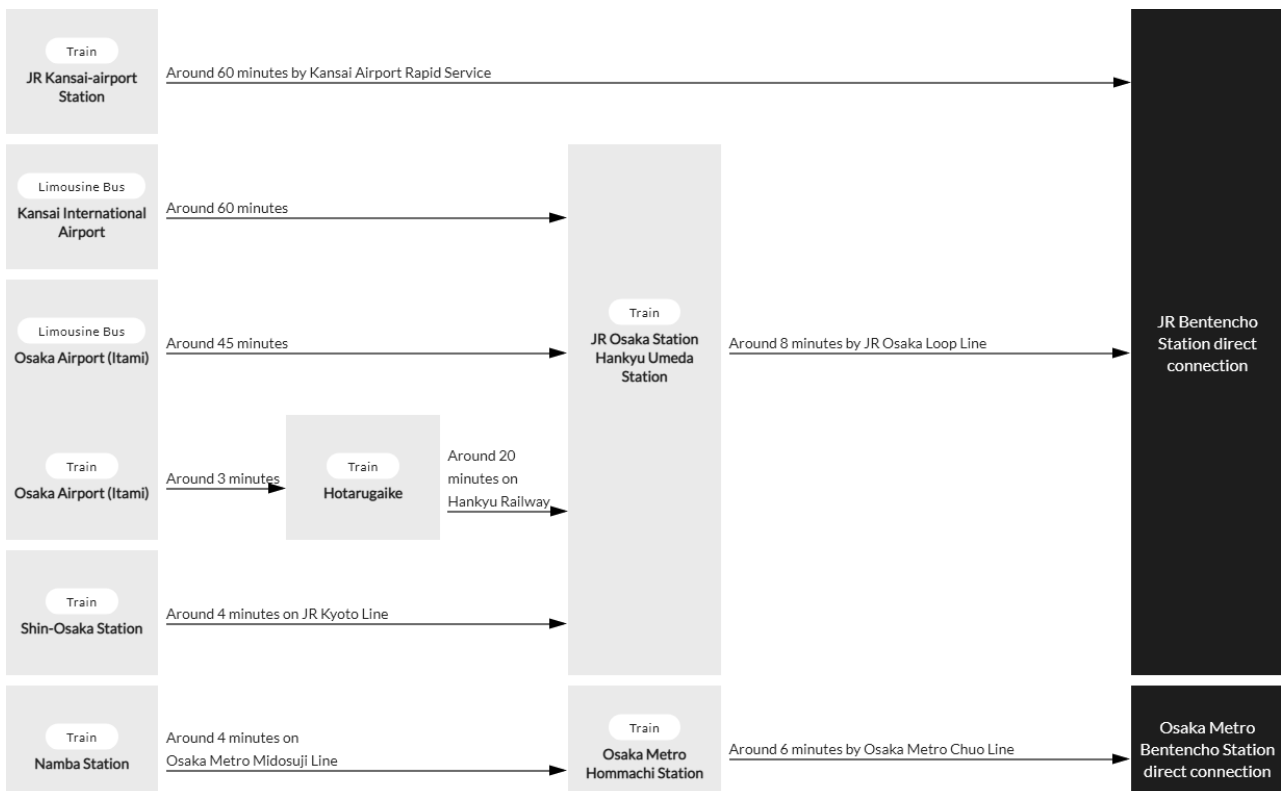 Train
JR Kansai-airport
Station
Around 60 minutes by Kansai Airport Rapid Service
Limousine Bus
Kansai International
Airport
Around 60 minutes
Limousine Bus
Osaka Airport (Itami)
Around 45 minutes
Train
JR Osaka Station
Hankyu Umeda
Station
Around 8 minutes by JR Osaka Loop Line
JR Bentencho
Station direct
connection
Train
Osaka Airport (Itami)
Around 3 minutes
Train
Hotarugaike
Around 20
minutes on
Hankyu Railway
Train
Shin-Osaka Station
Around 4 minutes on JR Kyoto Line
Train
Namba Station
Around 4 minutes on
Osaka Metro Midosuji Line
Train
Osaka Metro
Hommachi Station
Around 6 minutes by Osaka Metro Chuo Line
Osaka Metro
Bentencho Station
direct connection